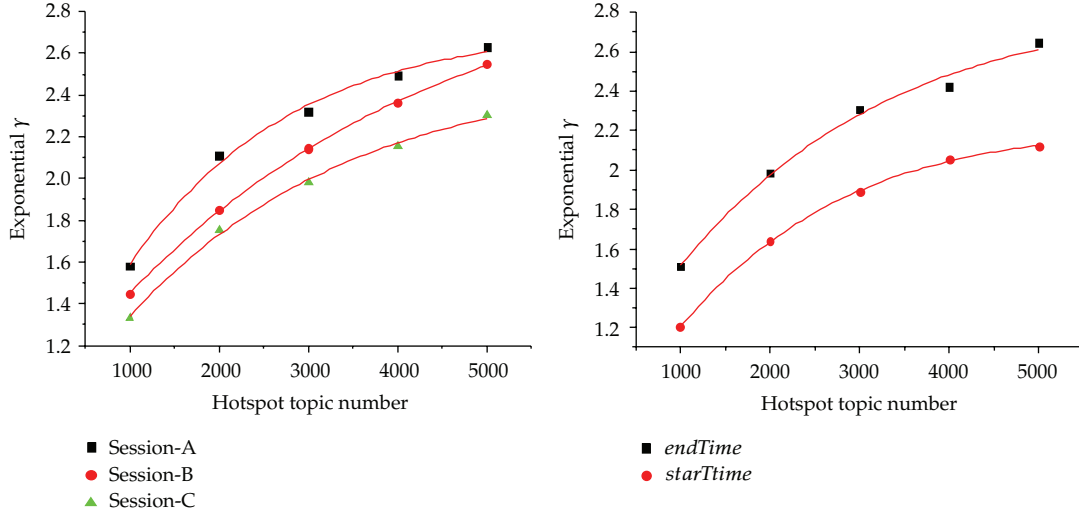 2.8
2.6
2.4
2.2
2.0
1.8
1.6
1.4
1.2
Exponential γ
1000 2000 3000 4000 5000
Hotspot topic number
Session-A
Session-B
Session-C
2.8
2.6
2.4
2.2
2
1.8
1.6
1.4
1.2
Exponential γ
1000 2000 3000 4000 5000
Hotspot topic number
endTime
starTtime